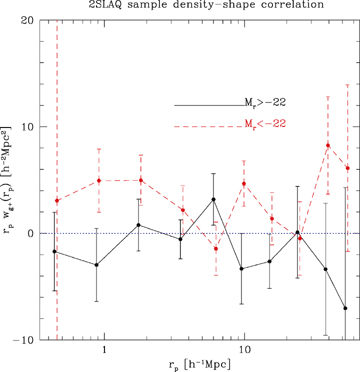 2SLAQ sample density-shape correlation
20
M_r>-22
M_r<-22
10
r_p w_g+(r_p) [h^-2Mpc^2]
0
-10
1
10
r_p [h^-1Mpc]